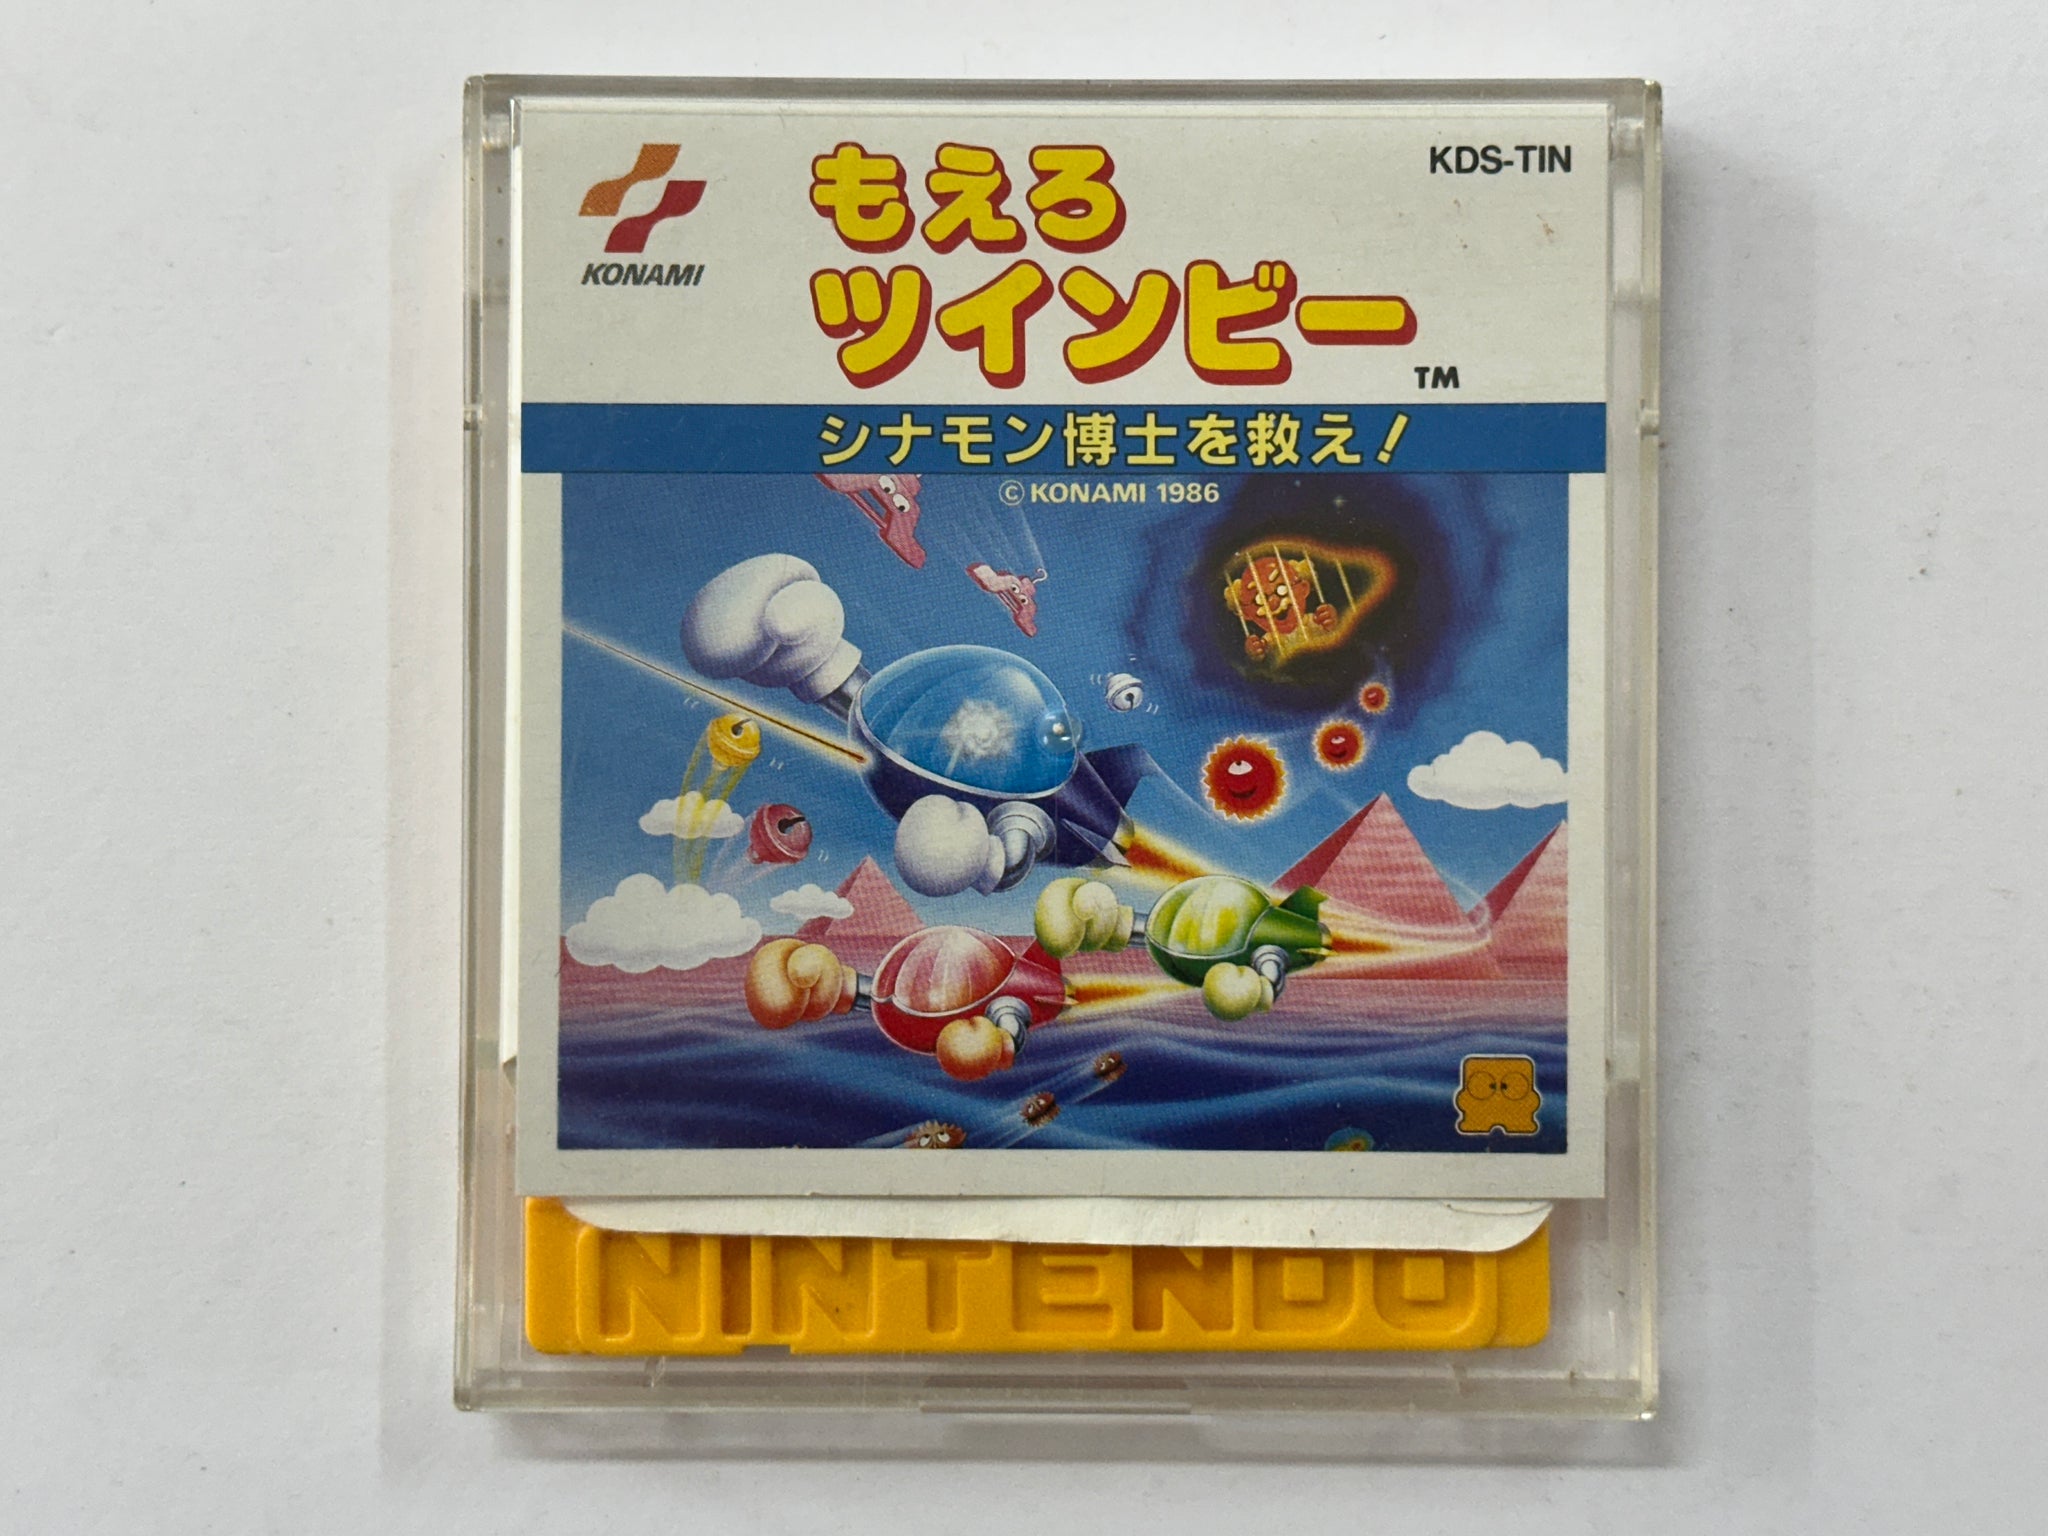 KONAMI
もえろ
ツインビー
TM
KDS-TIN
シナモン博士を救え!
© KONAMI 1986
NINTENDO